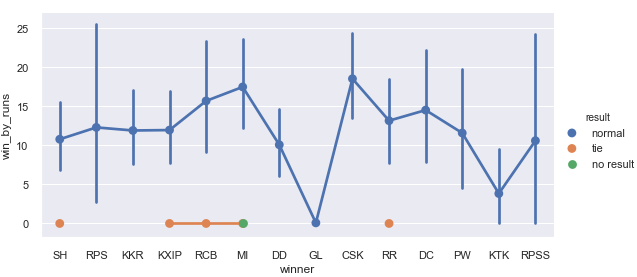 25
20
15
10
5
0
win_by_runs
SH RPS KKR KXIP RCB MI DD GL CSK RR DC PW KTK RPSS
winner
result
normal
tie
no result